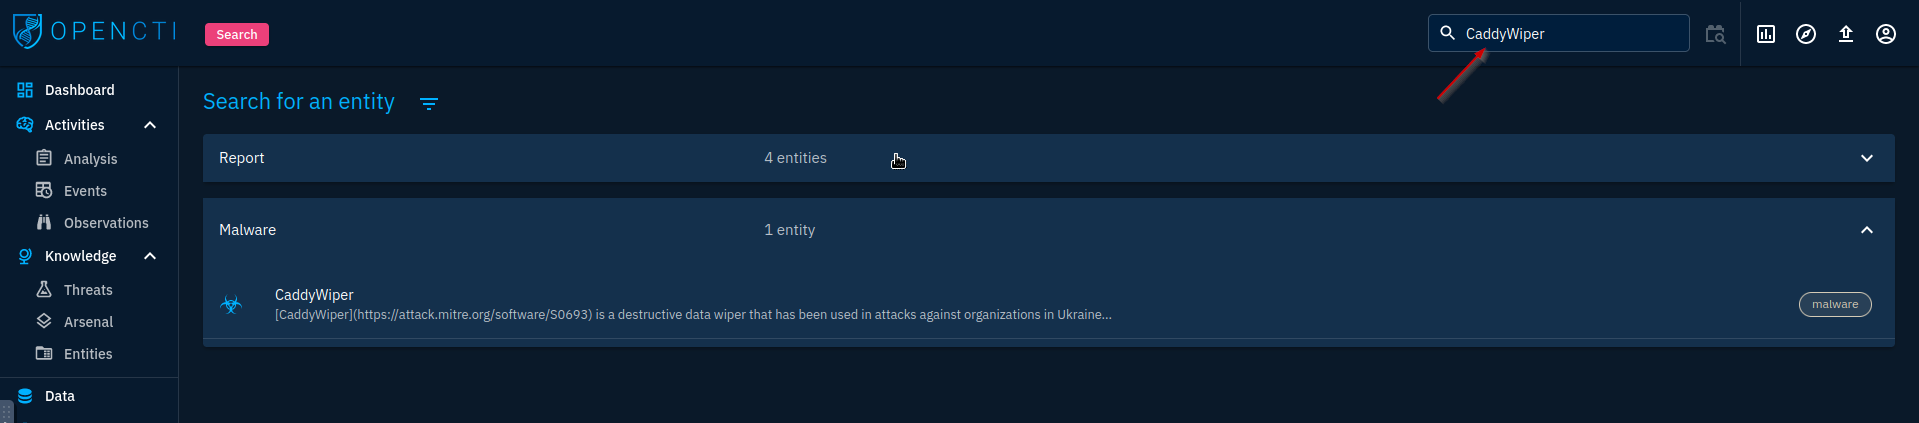 OPENCTI
Search
CaddyWiper
Dashboard
Activities
Analysis
Events
Observations
Knowledge
Threats
Arsenal
Entities
Data
Search for an entity
Report 4 entities
Malware 1 entity
CaddyWiper
[CaddyWiper](https://attack.mitre.org/software/S0693) is a destructive data wiper that has been used in attacks against organizations in Ukraine...
malware